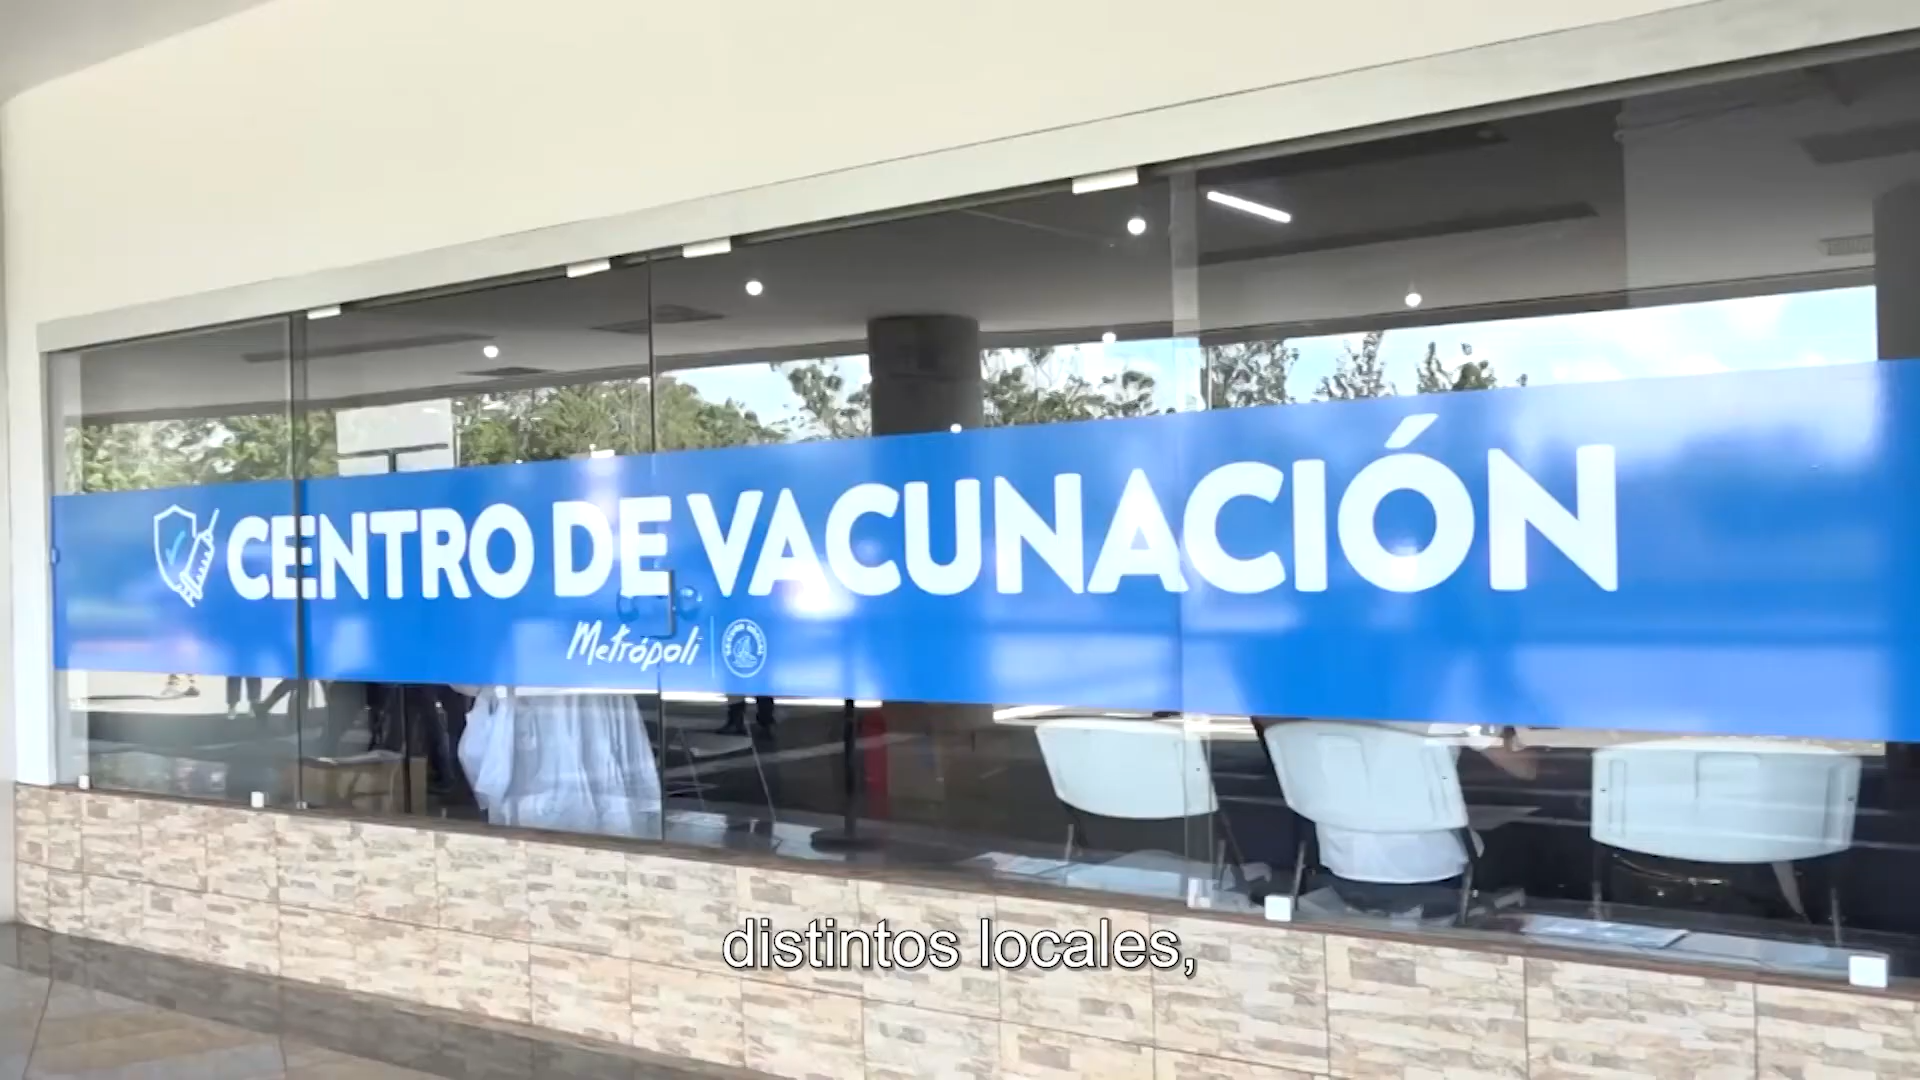 CENTRO DE VACUNACIÓN
Metrópoli
distintos locales,